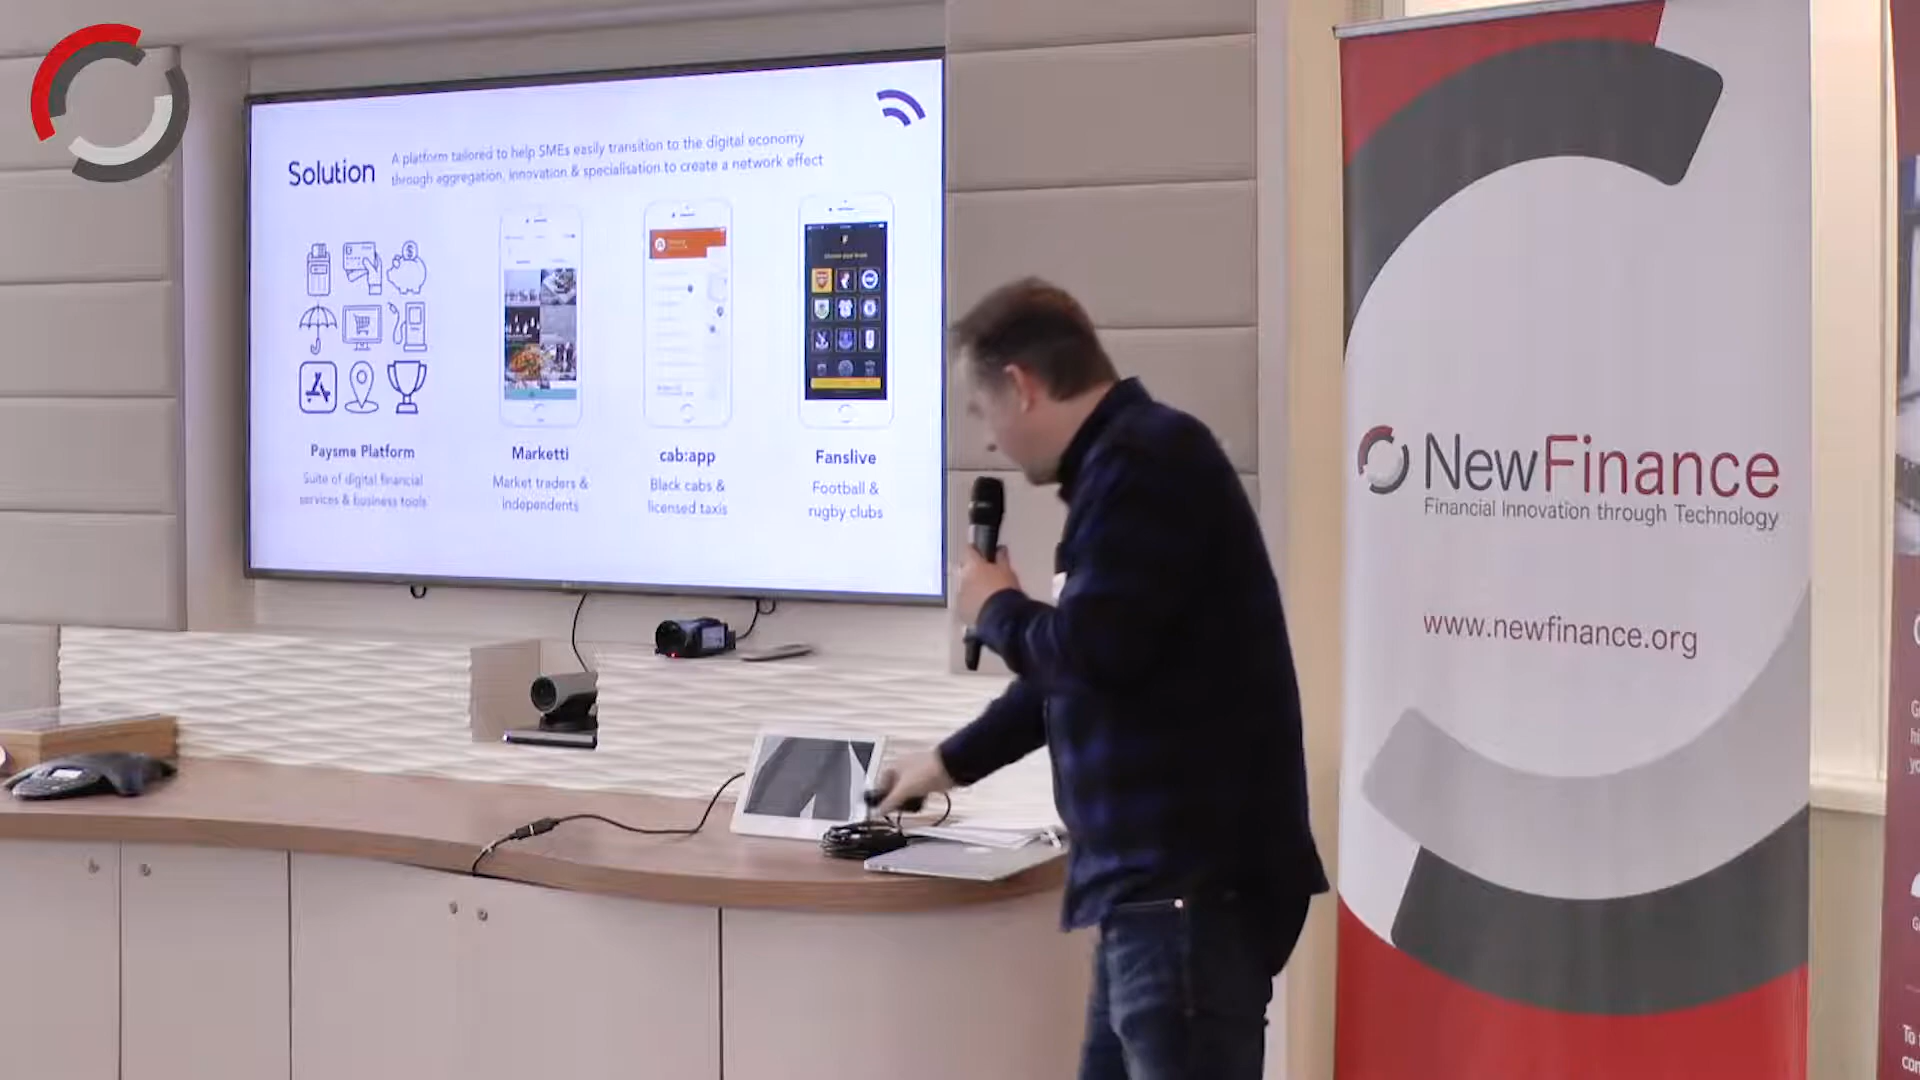 Solution
A platform tailored to help SMEs easily transition to the digital economy
through aggregation, innovation & specialisation to create a network effect
Paysme Platform
Suite of digital financial
services & business tools
Marketti
Market traders &
independents
cab:app
Black cabs &
licensed taxis
Fanslive
Football &
rugby clubs
NewFinance
Financial Innovation through Technology
www.newfinance.org